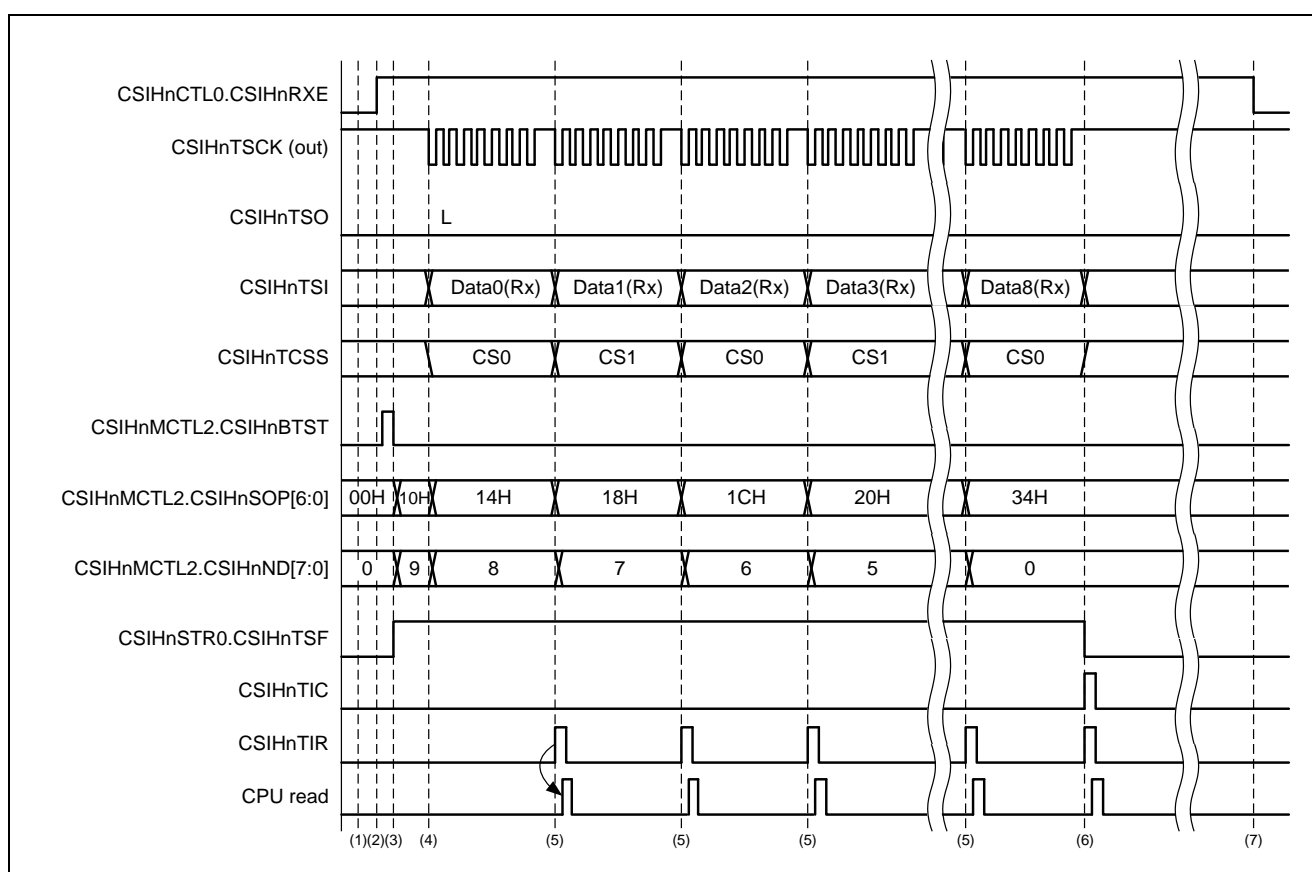 CSIHnCTL0.CSIHnRXE
CSIHnTSCK (out)
CSIHnTSO
L
CSIHnTSI
Data0(Rx) Data1(Rx) Data2(Rx) Data3(Rx) Data8(Rx)
CSIHnTCSS
CS0 CS1 CS0 CS1 CS0
CSIHnMCTL2.CSIHnBTST
CSIHnMCTL2.CSIHnSOP[6:0]
00H 10H 14H 18H 1CH 20H 34H
CSIHnMCTL2.CSIHnND[7:0]
0 9 8 7 6 5 0
CSIHnSTR0.CSIHnTSF
CSIHnTIC
CSIHnTIR
CPU read
(1)(2)(3) (4) (5) (5) (5) (5) (6) (7)